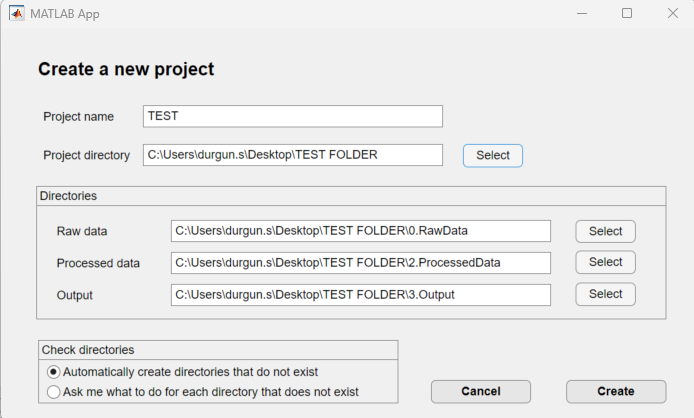 MATLAB App
Create a new project
Project name TEST
Project directory C:\Users\durgun.s\Desktop\TEST FOLDER Select
Directories
Raw data C:\Users\durgun.s\Desktop\TEST FOLDER\0.RawData Select
Processed data C:\Users\durgun.s\Desktop\TEST FOLDER\2.ProcessedData Select
Output C:\Users\durgun.s\Desktop\TEST FOLDER\3.Output Select
Check directories
Automatically create directories that do not exist
Ask me what to do for each directory that does not exist
Cancel Create